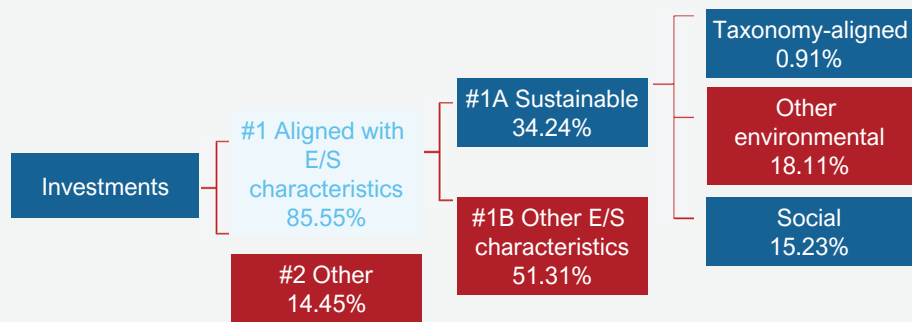 Investments
#1 Aligned with
E/S
characteristics
85.55%
#2 Other
14.45%
#1A Sustainable
34.24%
#1B Other E/S
characteristics
51.31%
Taxonomy-aligned
0.91%
Other
environmental
18.11%
Social
15.23%